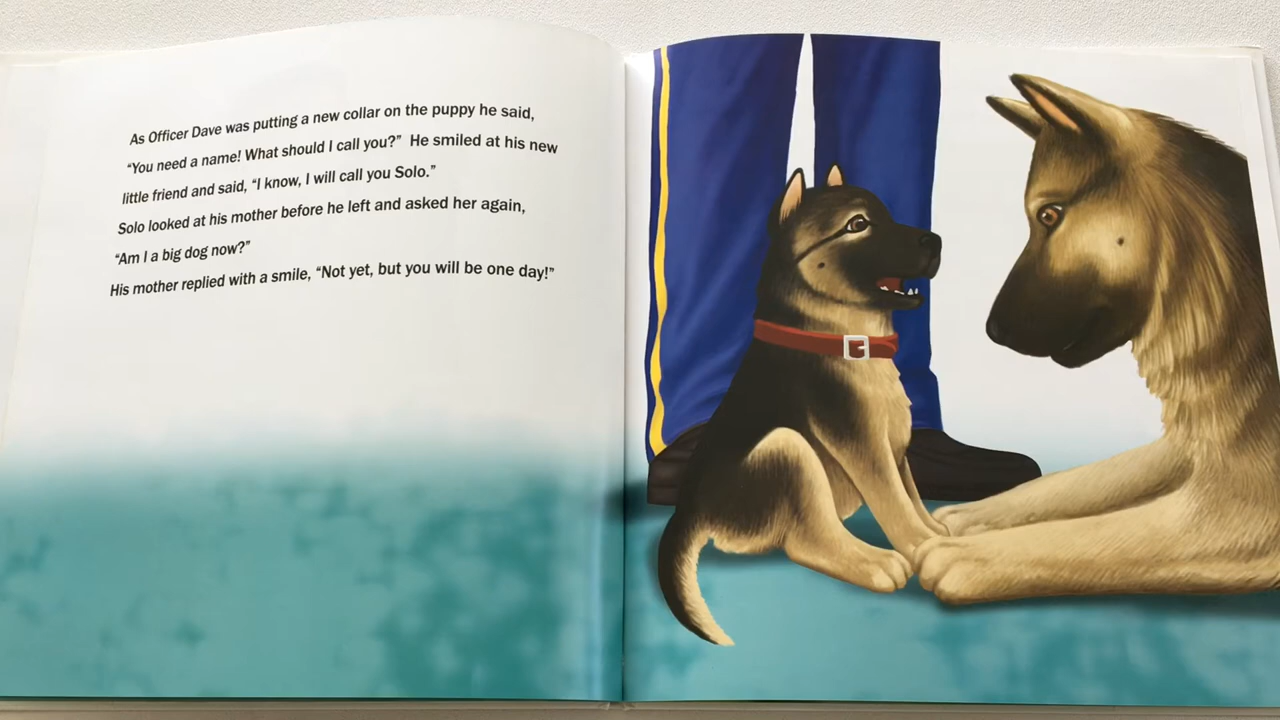 As Officer Dave was putting a new collar on the puppy he said,
“You need a name! What should I call you?” He smiled at his new
little friend and said, “I know, I will call you Solo.”
Solo looked at his mother before he left and asked her again,
“Am I a big dog now?”
His mother replied with a smile, “Not yet, but you will be one day!”